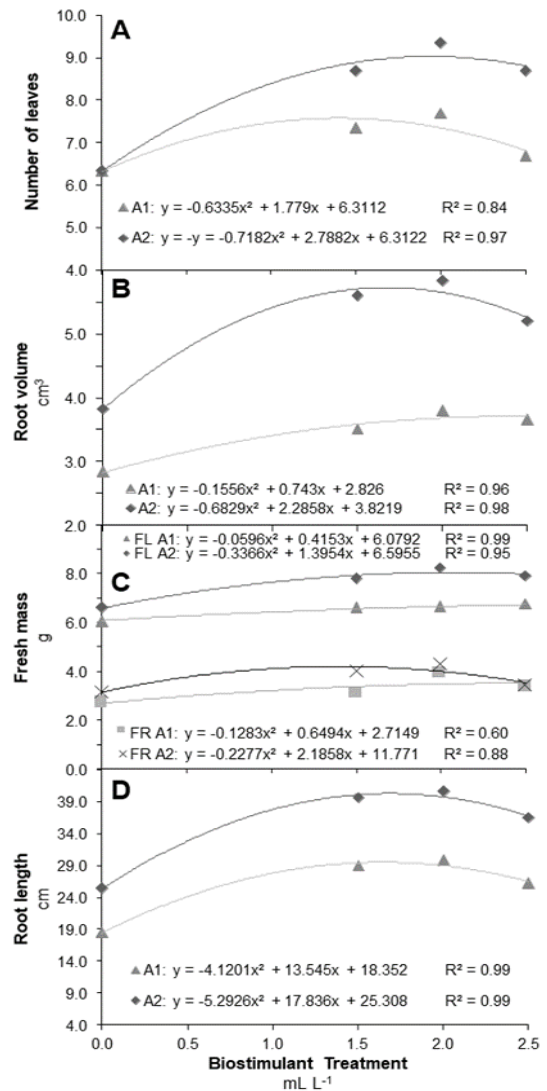 A
Number of leaves
10.0
9.0
8.0
7.0
6.0
5.0
4.0
A1: y = -0.6335x² + 1.779x + 6.3112 R² = 0.84
A2: y = -y = -0.7182x² + 2.7882x + 6.3122 R² = 0.97
B
Root volume
cm³
5.0
4.0
3.0
2.0
A1: y = -0.1556x² + 0.743x + 2.826 R² = 0.96
A2: y = -0.6829x² + 2.2858x + 3.8219 R² = 0.98
FL A1: y = -0.0596x² + 0.4153x + 6.0792 R² = 0.99
FL A2: y = -0.3366x² + 1.3954x + 6.5955 R² = 0.95
C
Fresh mass
g
8.0
6.0
4.0
2.0
0.0
FR A1: y = -0.1283x² + 0.6494x + 2.7149 R² = 0.60
FR A2: y = -0.2277x² + 2.1858x + 11.771 R² = 0.88
D
Root length
cm
39.0
34.0
29.0
24.0
19.0
14.0
9.0
4.0
A1: y = -4.1201x² + 13.545x + 18.352 R² = 0.99
A2: y = -5.2926x² + 17.836x + 25.308 R² = 0.99
0.0 0.5 1.0 1.5 2.0 2.5
Biostimulant Treatment
mL L⁻¹